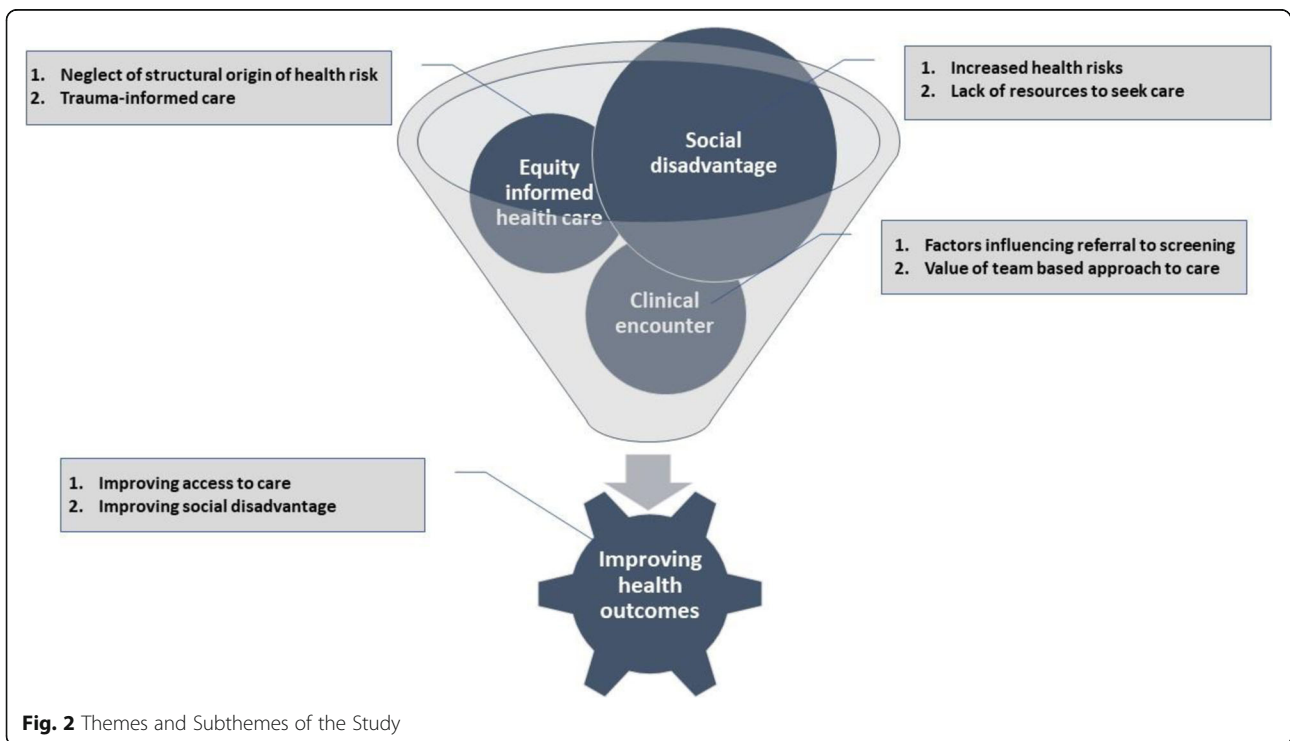 1. Neglect of structural origin of health risk
2. Trauma-informed care
1. Increased health risks
2. Lack of resources to seek care
Social
disadvantage
Equity
informed
health care
1. Factors influencing referral to screening
2. Value of team based approach to care
Clinical
encounter
1. Improving access to care
2. Improving social disadvantage
Improving
health
outcomes
Fig. 2 Themes and Subthemes of the Study